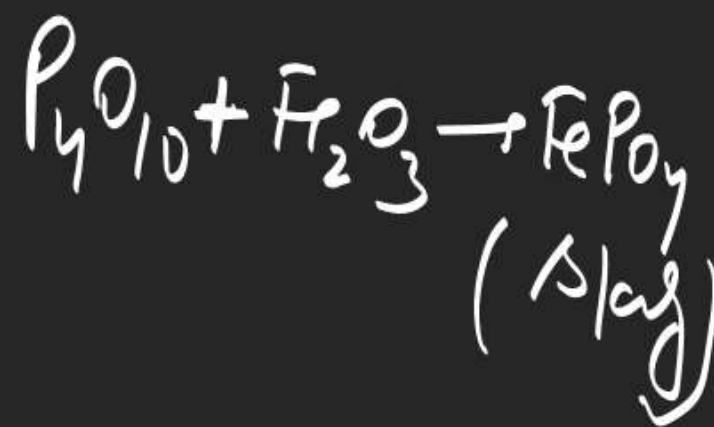 P₄O₁₀ + Fe₂O₃ → FePO₄
(Slag)